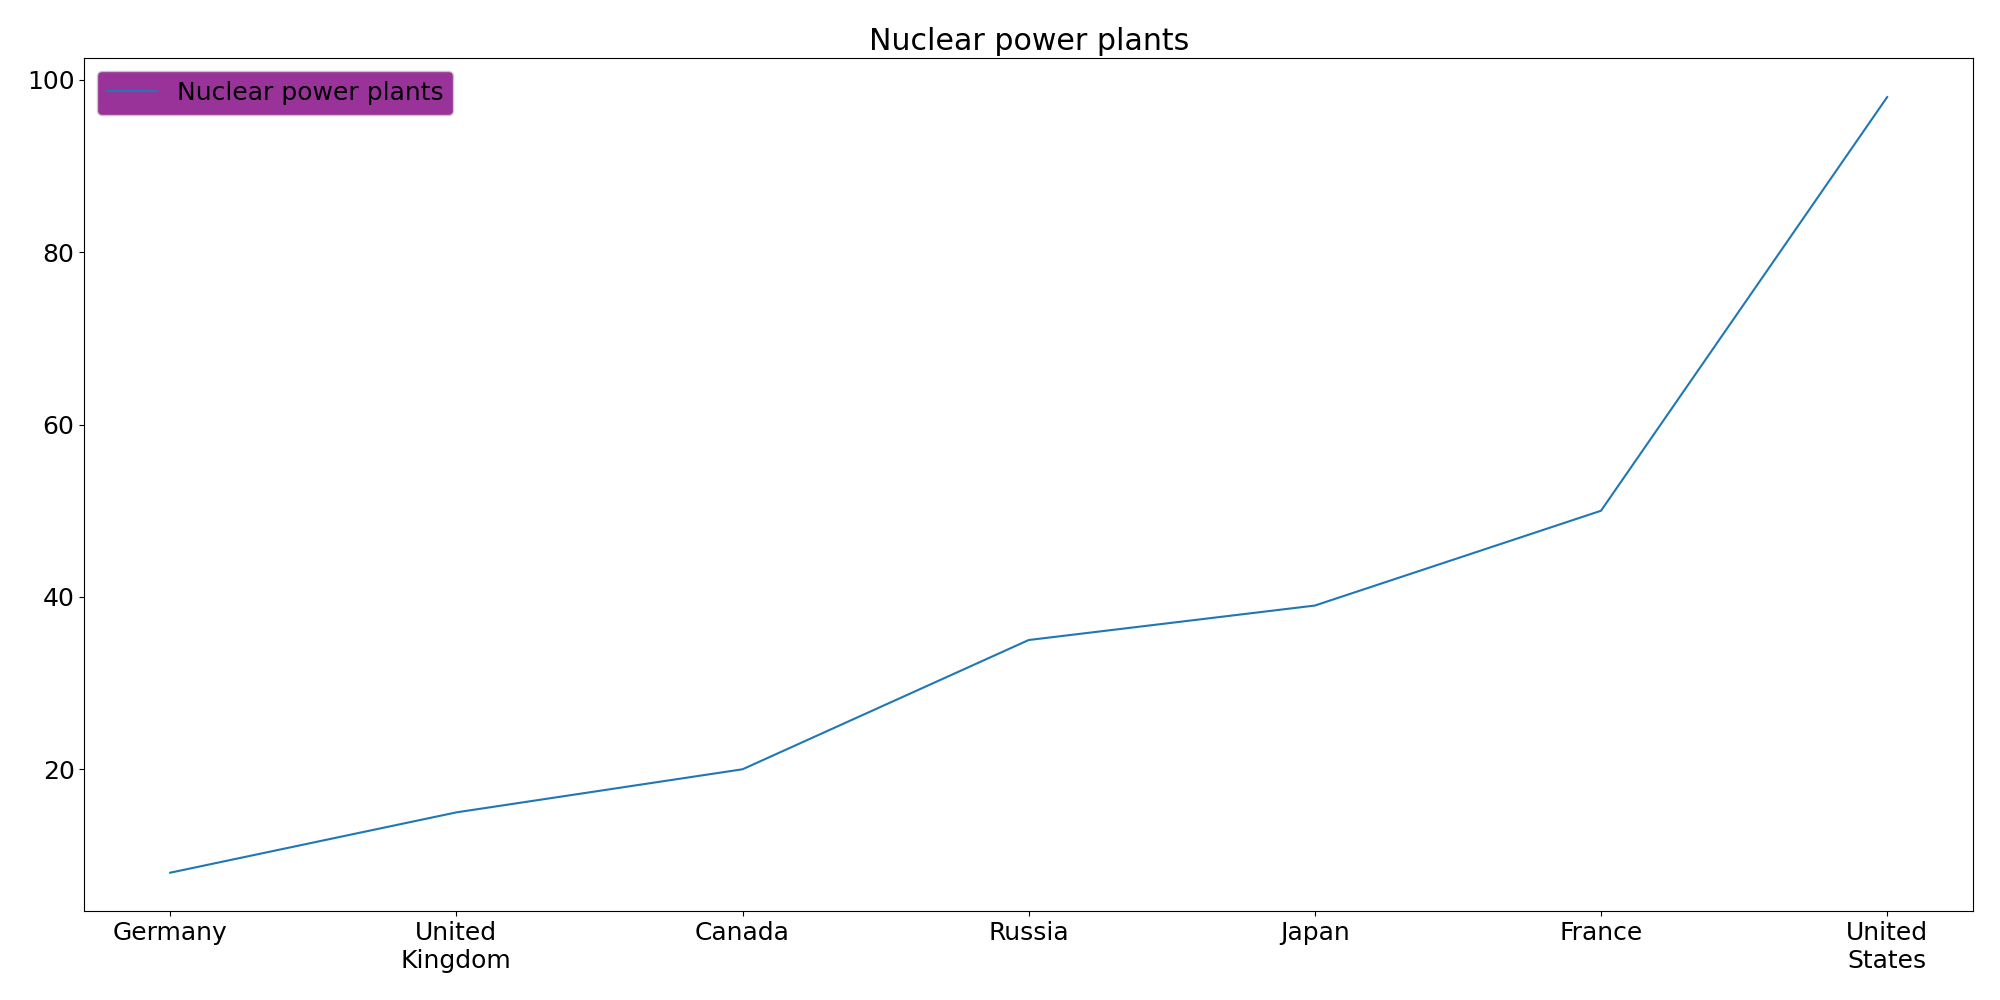 Nuclear power plants
Nuclear power plants
100
80
60
40
20
Germany
United
Kingdom
Canada
Russia
Japan
France
United
States